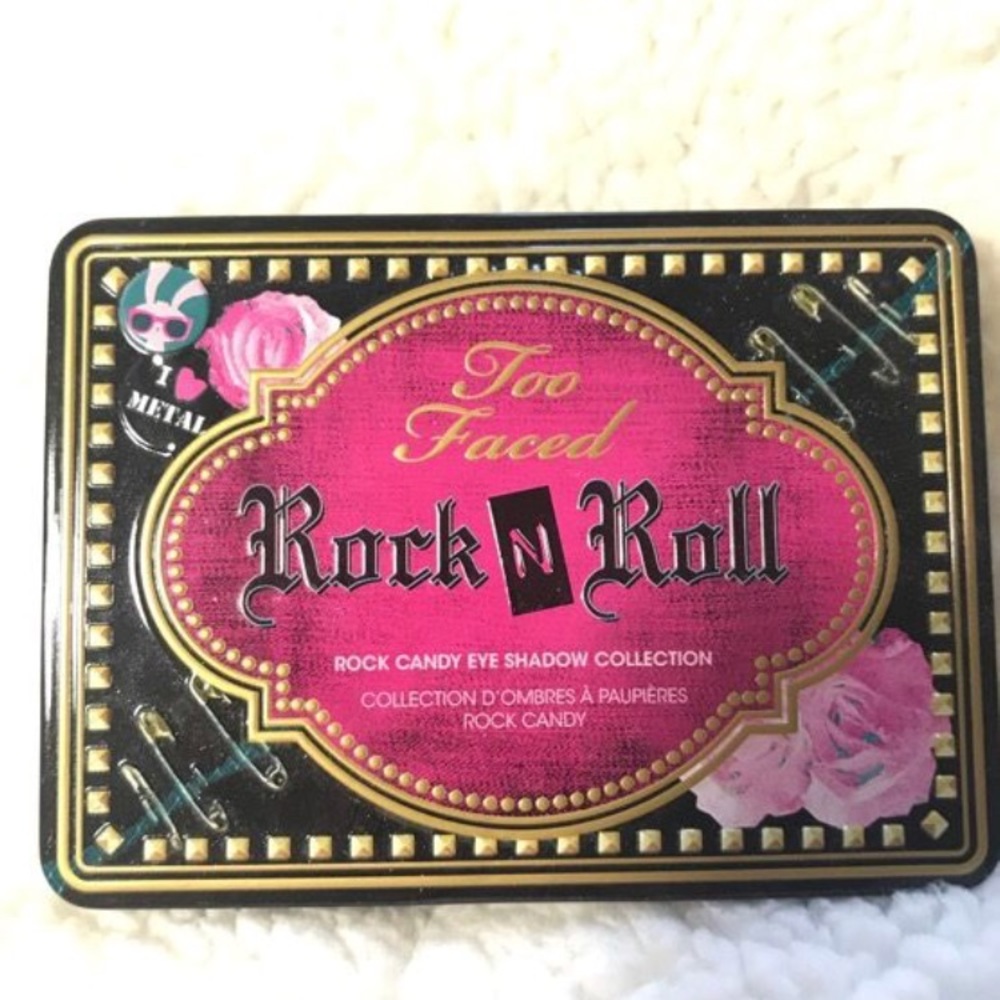 I
METAL
Too
Faced
Rock N Roll
ROCK CANDY EYE SHADOW COLLECTION
COLLECTION D'OMBRES À PAUPIÈRES
ROCK CANDY